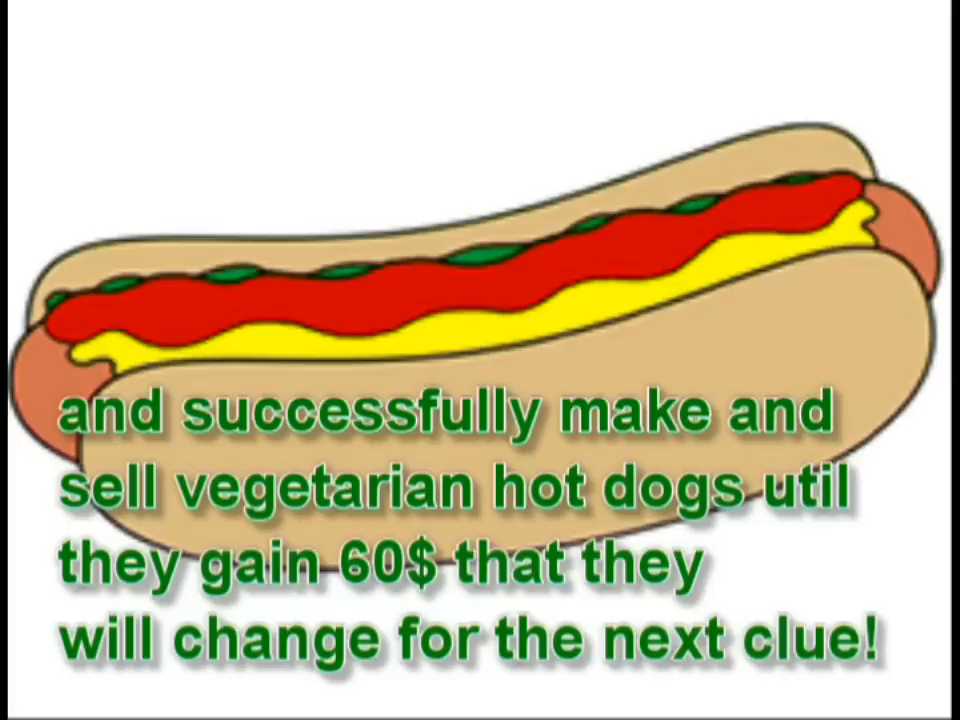 and successfully make and
sell vegetarian hot dogs util
they gain 60$ that they
will change for the next clue!